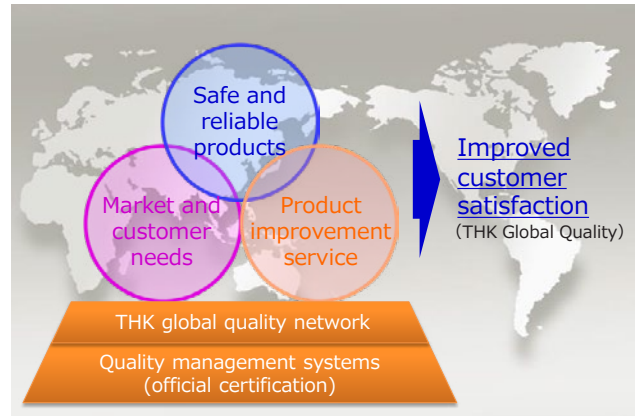 Safe and
reliable
products
Market and
customer
needs
Product
improvement
service
Improved
customer
satisfaction
(THK Global Quality)
THK global quality network
Quality management systems
(official certification)